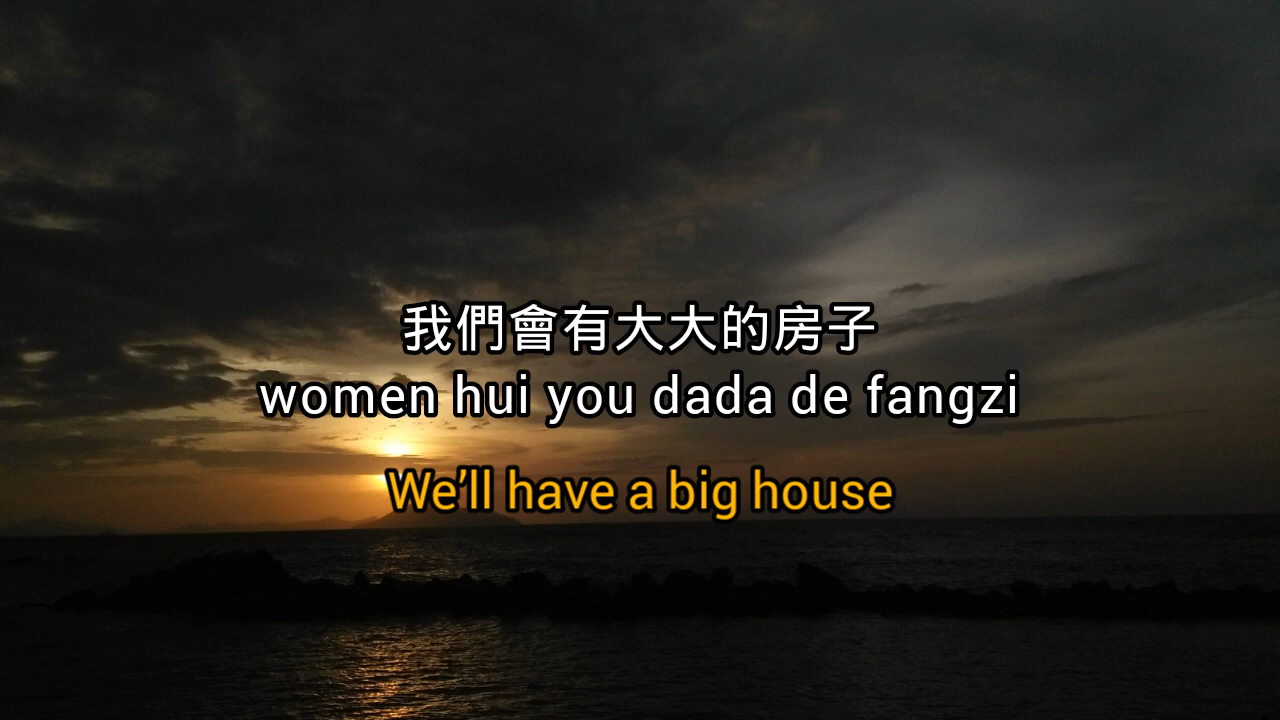 我們會有大大的房子
women hui you dada de fangzi
We’ll have a big house